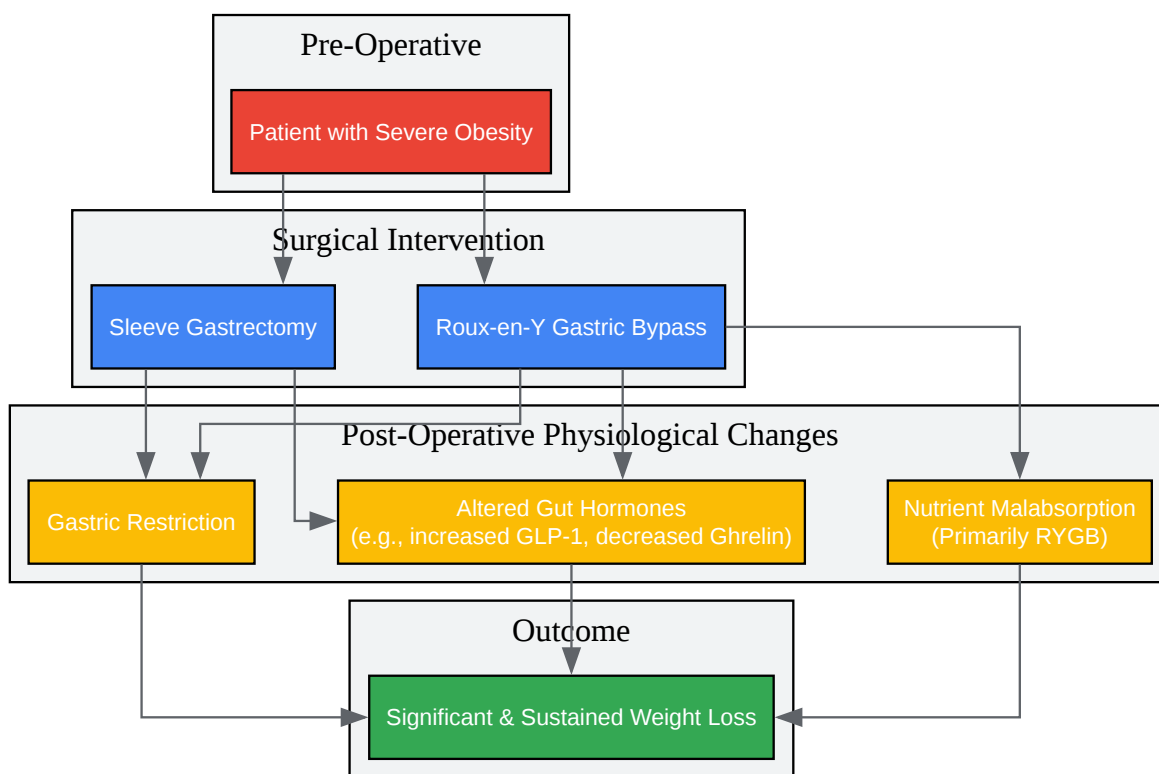 Pre-Operative
Patient with Severe Obesity
Surgical Intervention
Sleeve Gastrectomy
Roux-en-Y Gastric Bypass
Post-Operative Physiological Changes
Gastric Restriction
Altered Gut Hormones
(e.g., increased GLP-1, decreased Ghrelin)
Nutrient Malabsorption
(Primarily RYGB)
Outcome
Significant & Sustained Weight Loss